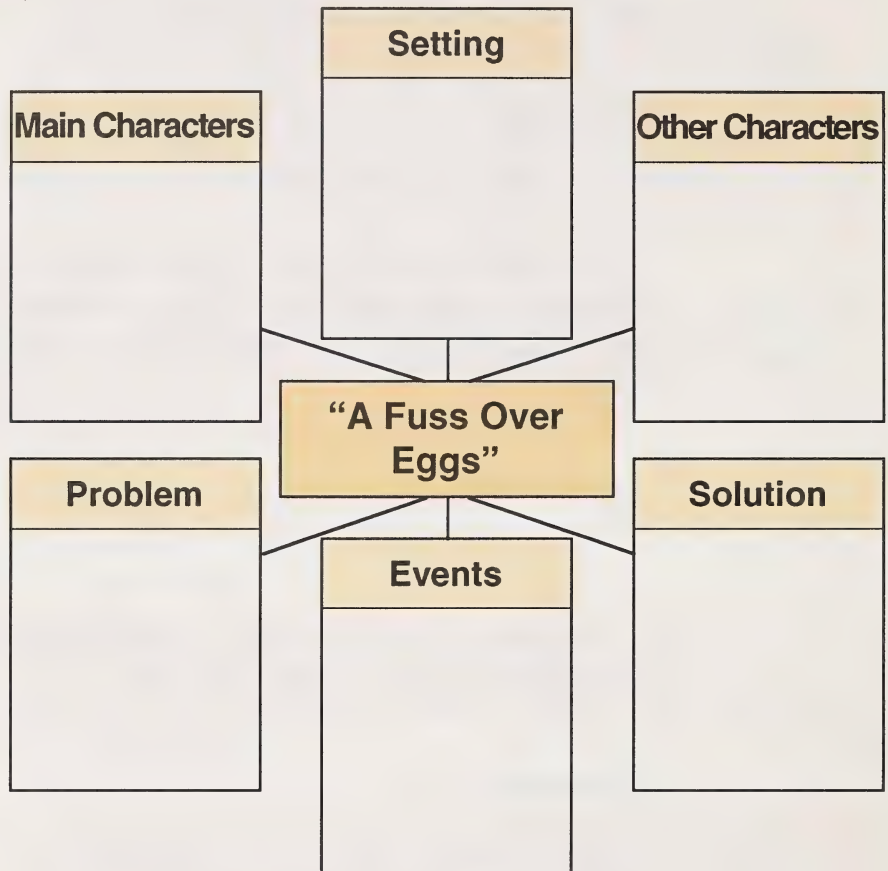 Setting
Main Characters
Other Characters
“A Fuss Over
Eggs”
Problem
Solution
Events